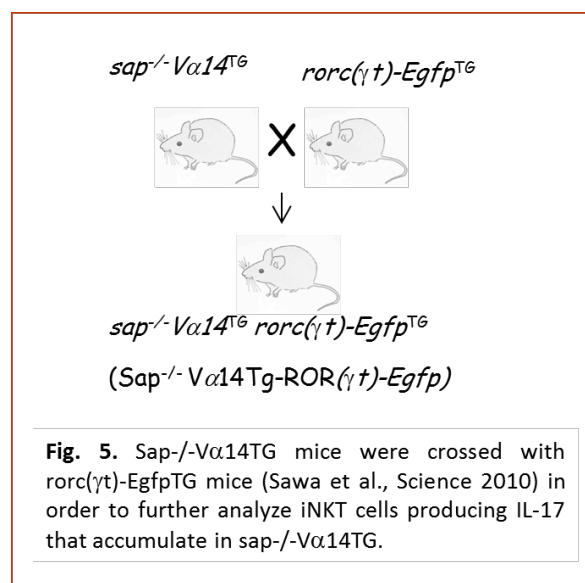 sap-/-Vα14TG rorc(γt)-EgfpTG
X
sap-/-Vα14TG rorc(γt)-EgfpTG
(Sap-/- Vα14Tg-ROR(γt)-Egfp)
Fig. 5. Sap-/-Vα14TG mice were crossed with
rorc(γt)-EgfpTG mice (Sawa et al., Science 2010) in
order to further analyze iNKT cells producing IL-17
that accumulate in sap-/-Vα14TG.